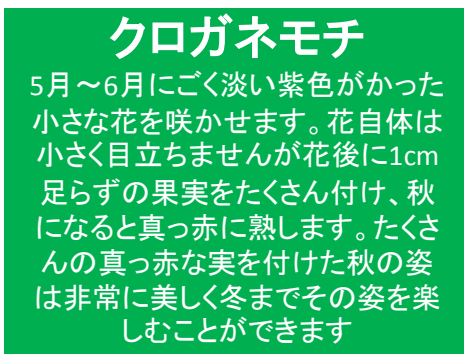 クロガネモチ
5月～6月にごく淡い紫色がかった
小さな花を咲かせます。花自体は
小さく目立ちませんが花後に1cm
足らずの果実をたくさん付け、秋
になると真っ赤に熟します。たくさ
んの真っ赤な実を付けた秋の姿
は非常に美しく冬までその姿を楽
しむことができます